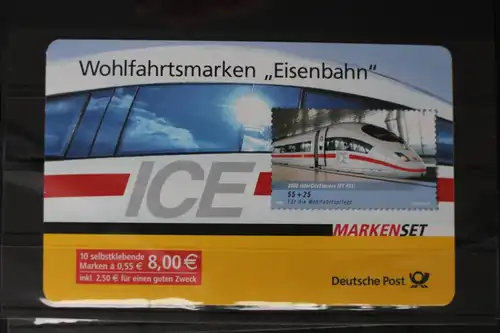 Wohlfahrtsmarken „Eisenbahn“
ICE
55+25
Für die Wohlfahrtspflege
MARKENSET
10 selbstklebende
Marken à 0,55 € 8,00 €
inkl. 2,50 € für einen guten Zweck
Deutsche Post